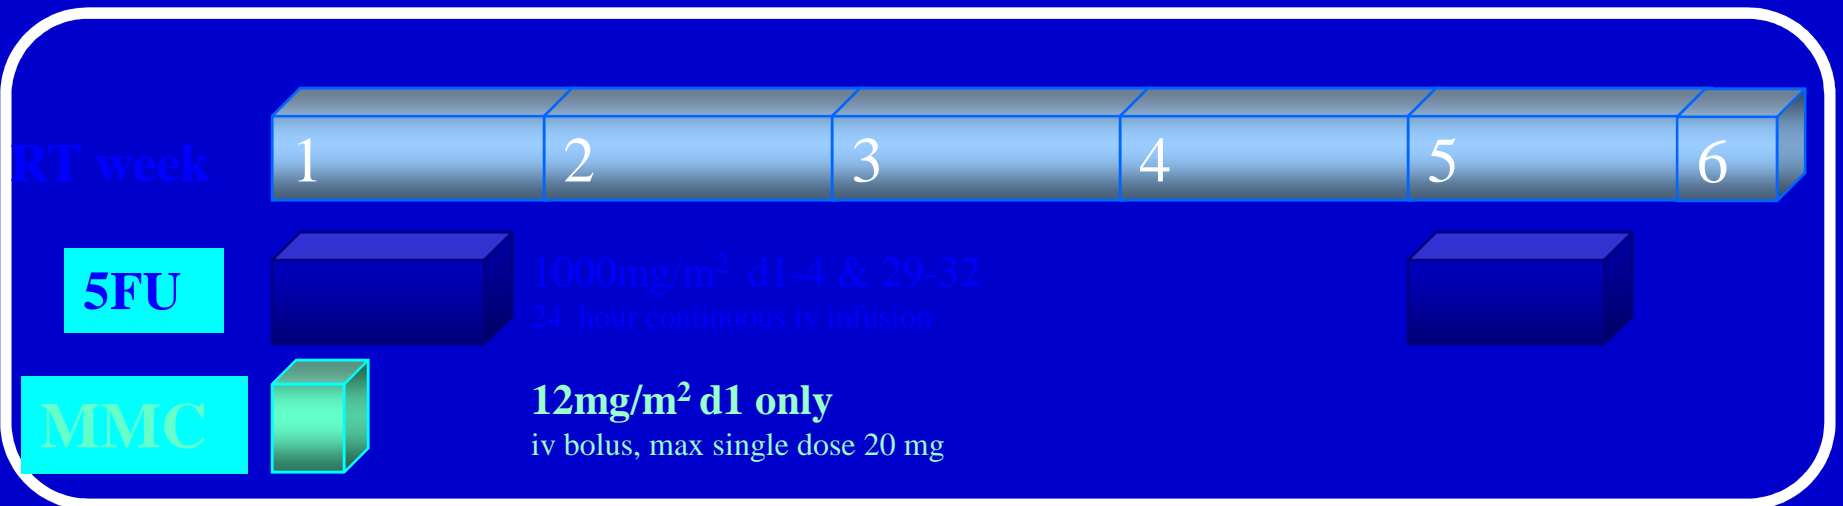 RT week 1 2 3 4 5 6
5FU
1000mg/m² d1-4 & 29-32
24 hour continuous iv infusion
MMC
12mg/m² d1 only
iv bolus, max single dose 20 mg